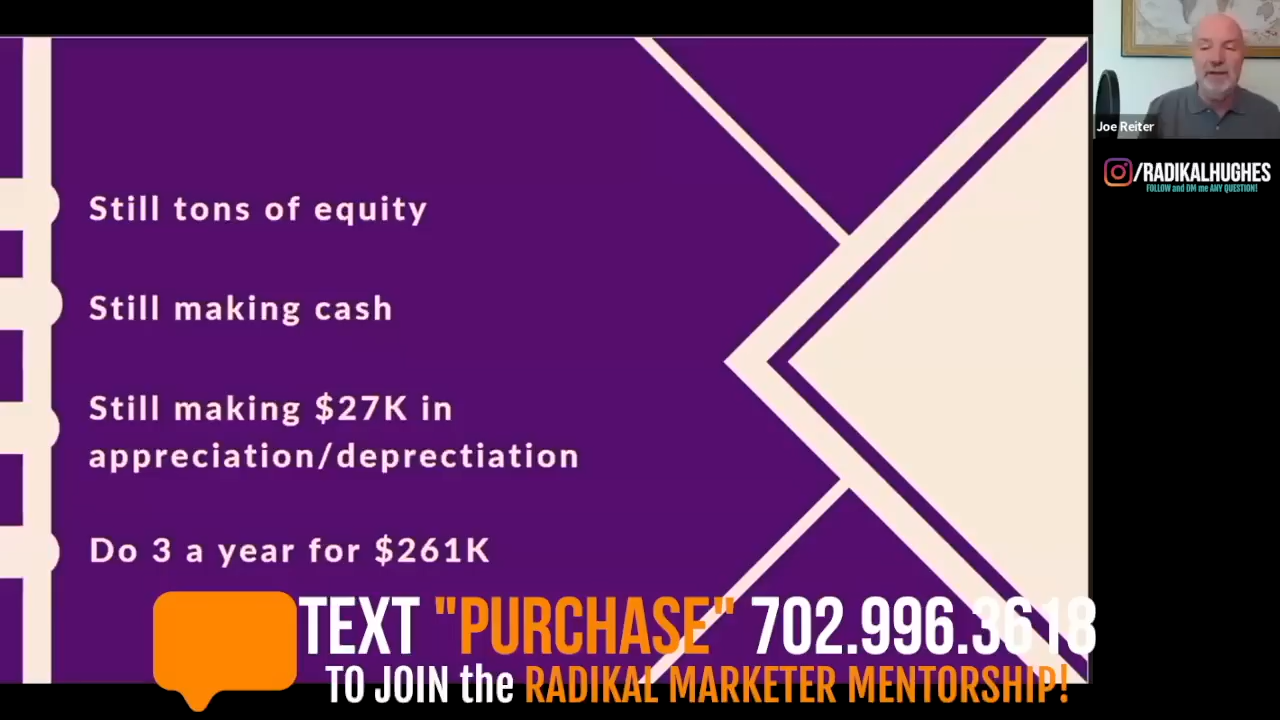 Still tons of equity
Still making cash
Still making $27K in
appreciation/deprectiation
Do 3 a year for $261K
Joe Reiter
/RADIKALHUGHES
FOLLOW and DM me ANY QUESTION!
TEXT "PURCHASE" 702.996.3618
TO JOIN the RADIKAL MARKETER MENTORSHIP!